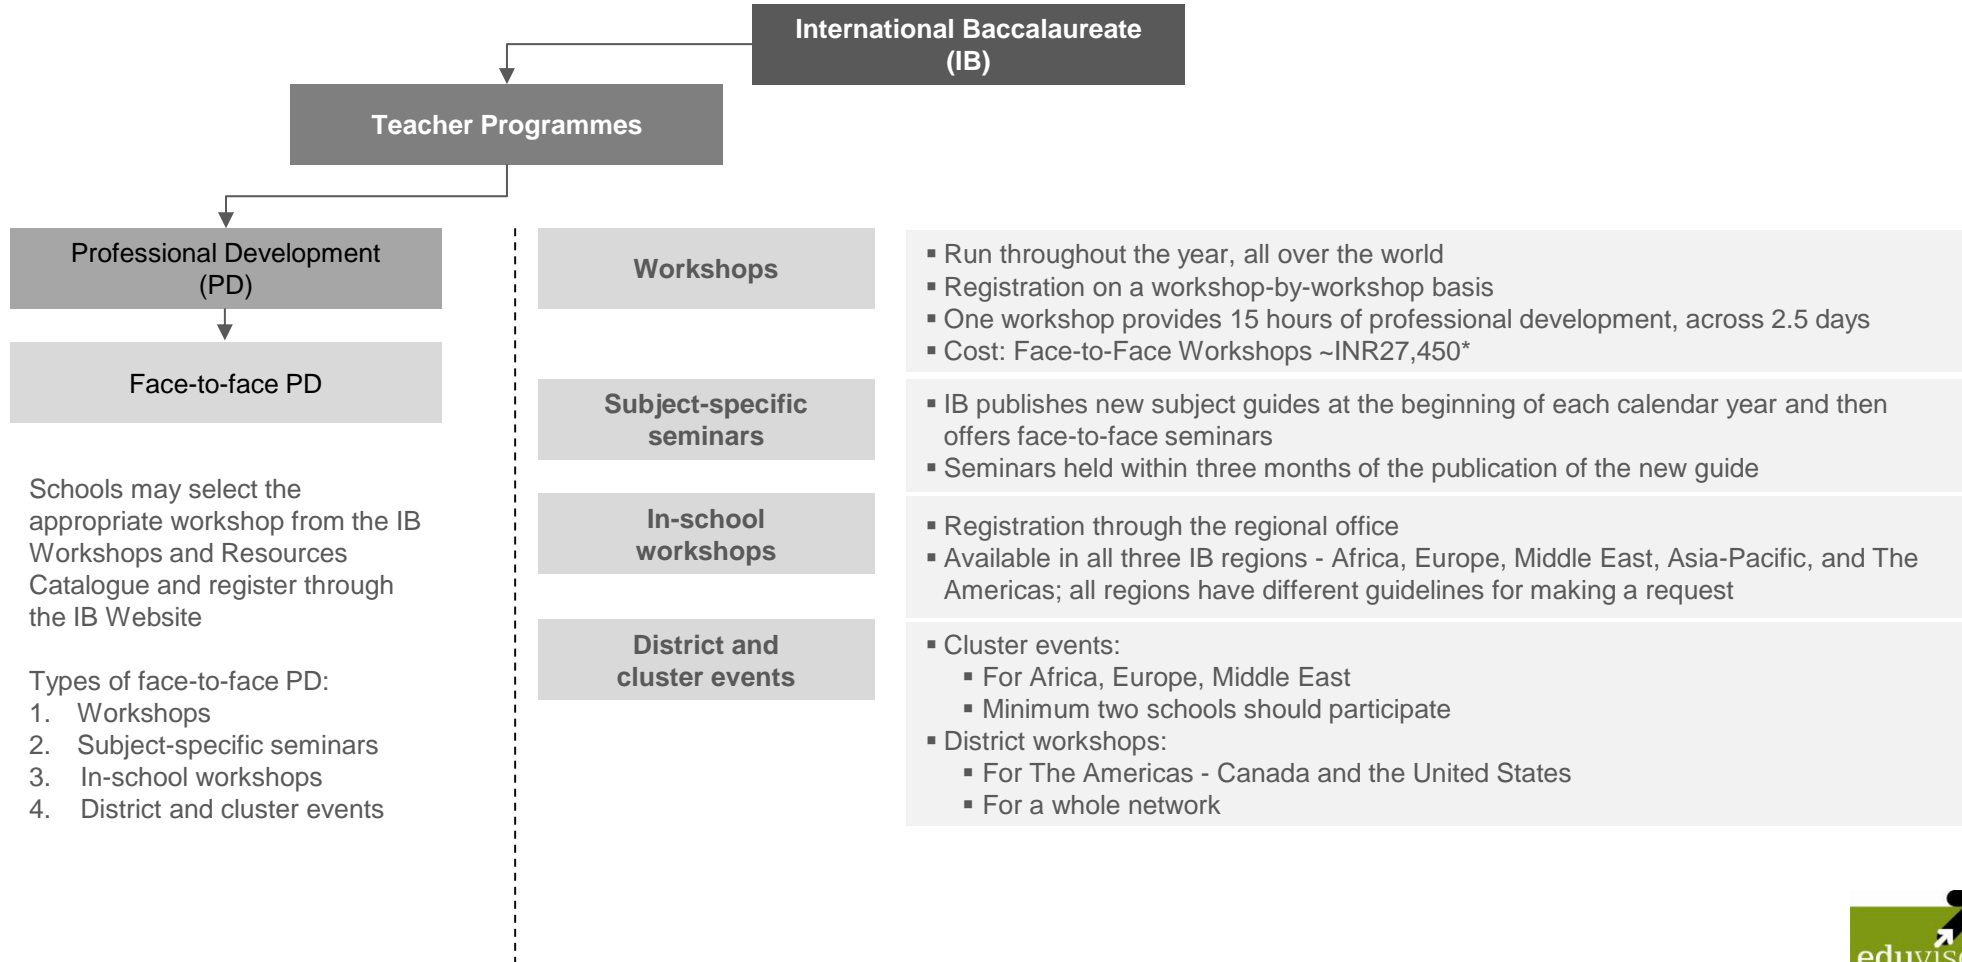 International Baccalaureate
(IB)
Teacher Programmes
Professional Development
(PD)
Face-to-face PD
Schools may select the
appropriate workshop from the IB
Workshops and Resources
Catalogue and register through
the IB Website
Types of face-to-face PD:
1. Workshops
2. Subject-specific seminars
3. In-school workshops
4. District and cluster events
Workshops
▪ Run throughout the year, all over the world
▪ Registration on a workshop-by-workshop basis
▪ One workshop provides 15 hours of professional development, across 2.5 days
▪ Cost: Face-to-Face Workshops ~INR27,450*
Subject-specific
seminars
▪ IB publishes new subject guides at the beginning of each calendar year and then
offers face-to-face seminars
▪ Seminars held within three months of the publication of the new guide
In-school
workshops
▪ Registration through the regional office
▪ Available in all three IB regions - Africa, Europe, Middle East, Asia-Pacific, and The
Americas; all regions have different guidelines for making a request
District and
cluster events
▪ Cluster events:
▪ For Africa, Europe, Middle East
▪ Minimum two schools should participate
▪ District workshops:
▪ For The Americas - Canada and the United States
▪ For a whole network